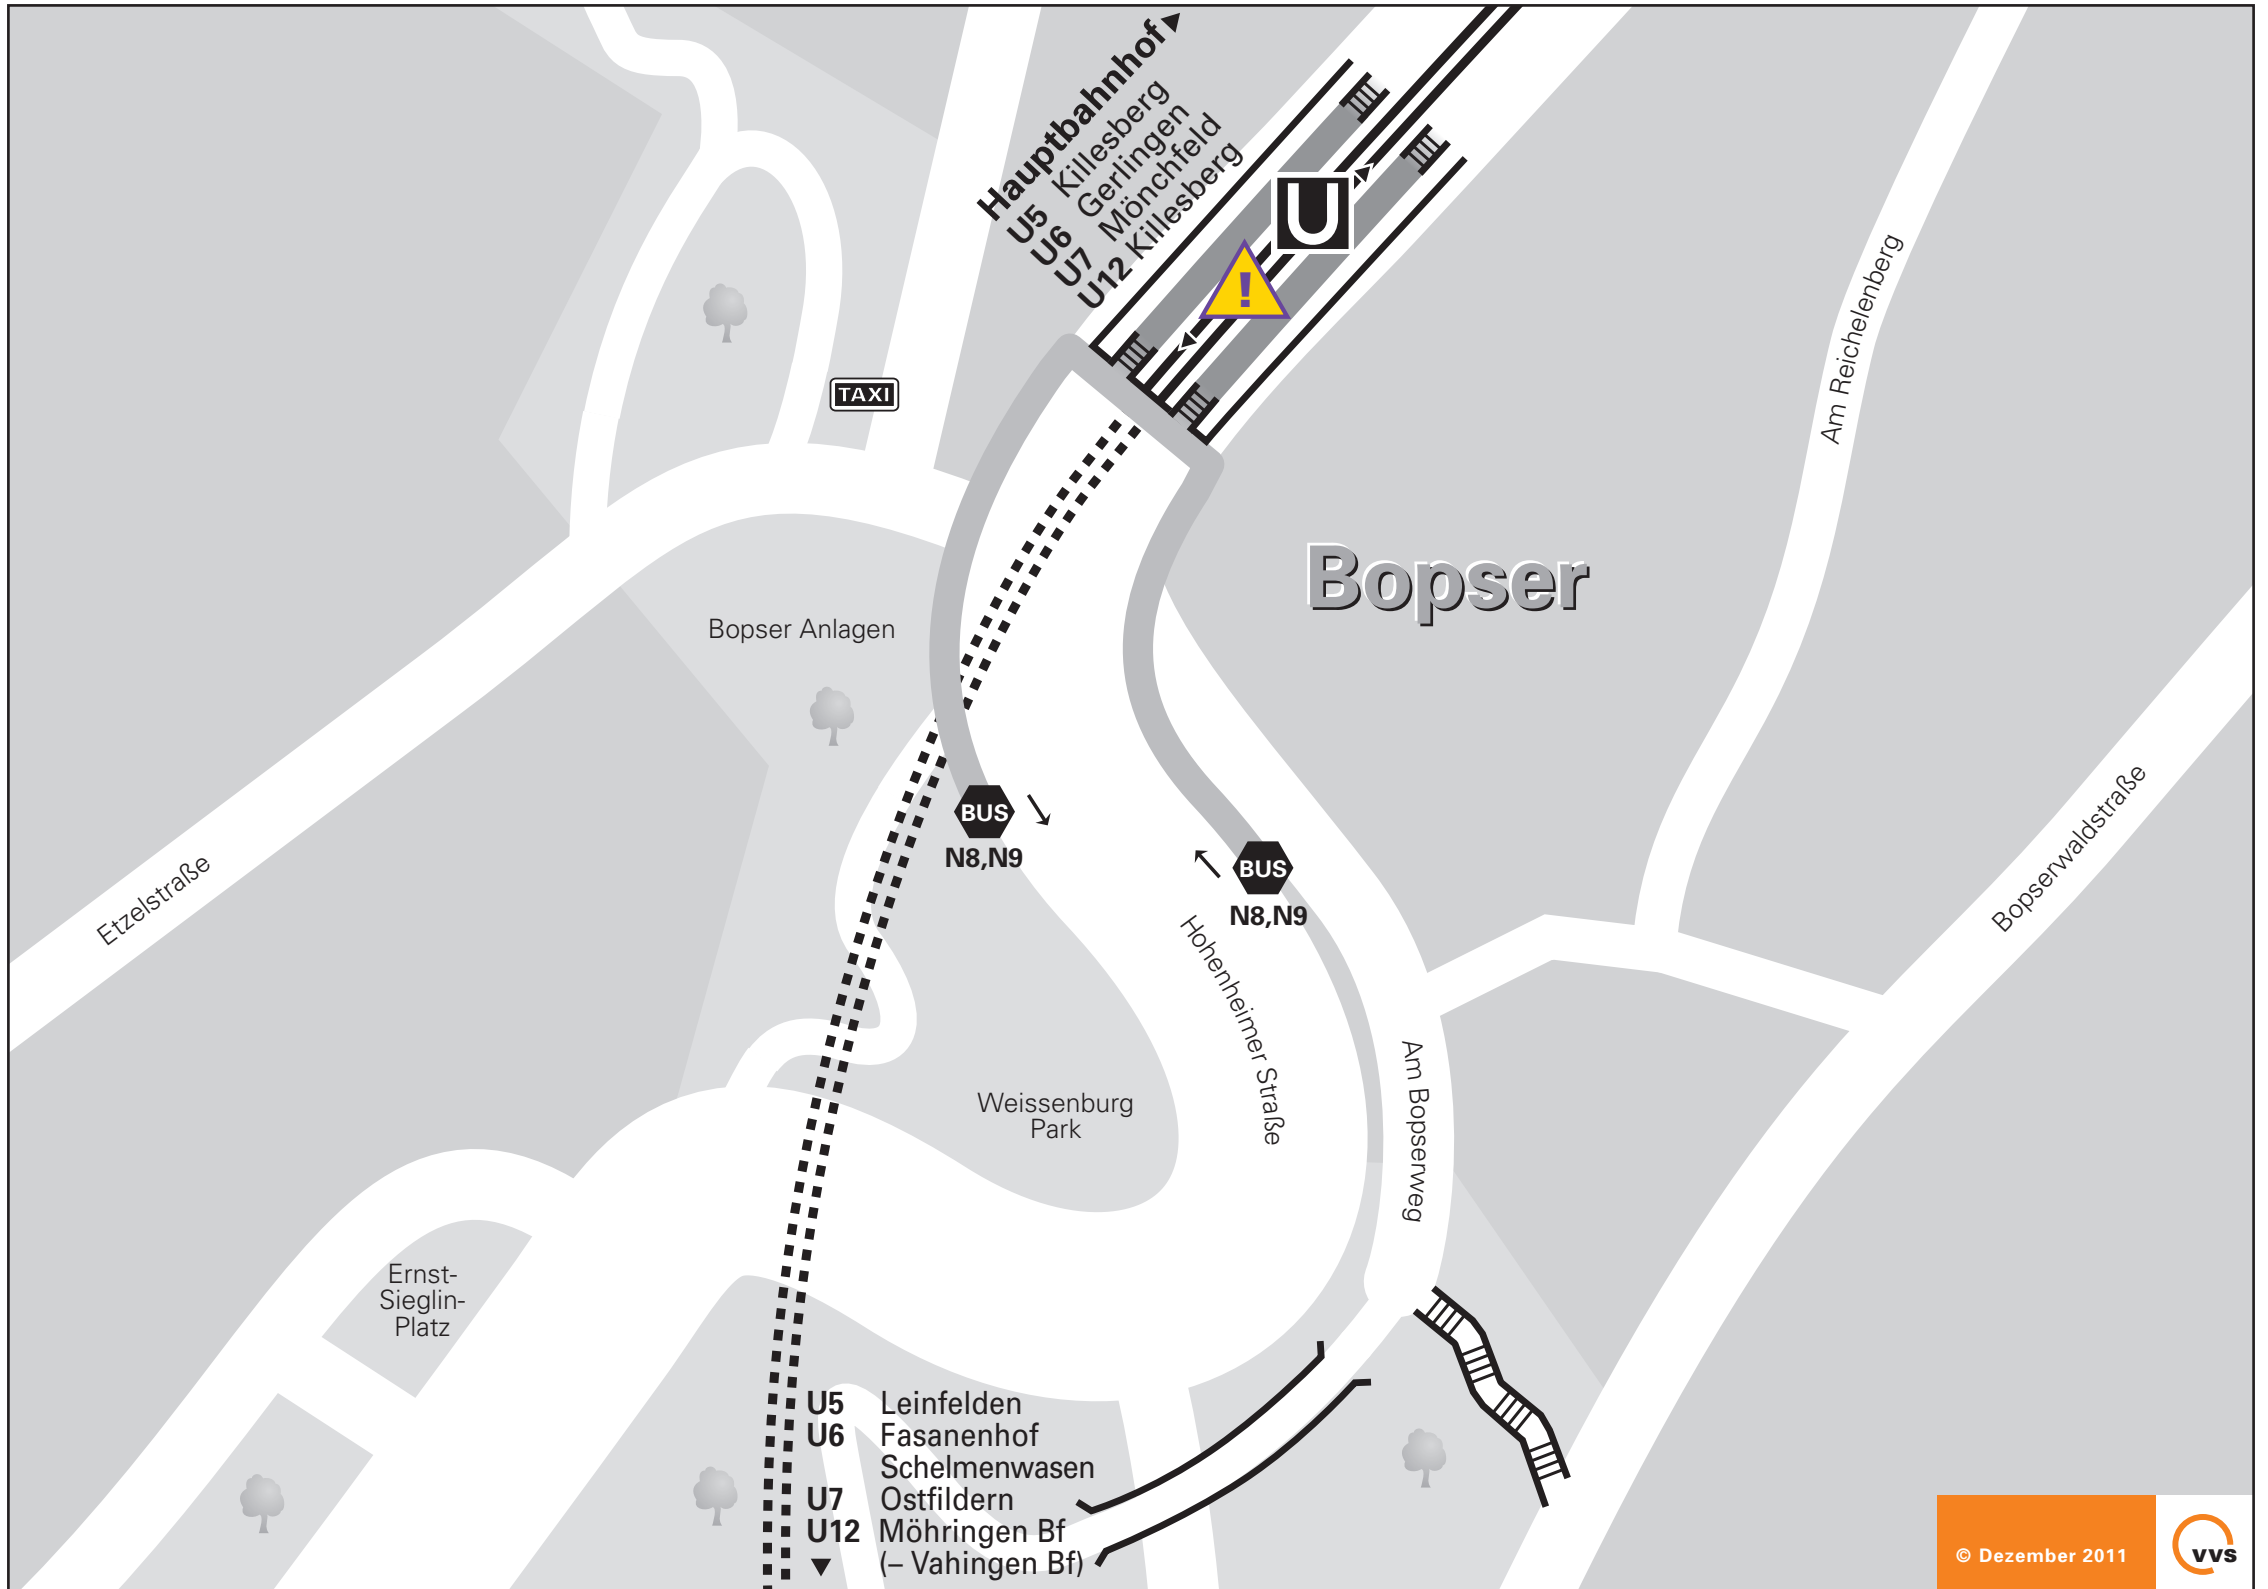 Hauptbahnhof
U5 Killesberg
U6 Gerlingen
U7 Mönchfeld
U12 Killesberg
U
!
TAXI
Am Reichelenberg
Bopser
Bopser Anlagen
BUS
N8,N9
BUS
N8,N9
Etzelstraße
Bopserwaldstraße
Hohenheimer Straße
Am Bopserweg
Weissenburg
Park
Ernst-
Sieglin-
Platz
U5 Leinfelden
U6 Fasanenhof
Schelmenwasen
U7 Ostfildern
U12 Möhringen Bf
(– Vahingen Bf)
© Dezember 2011
vvs